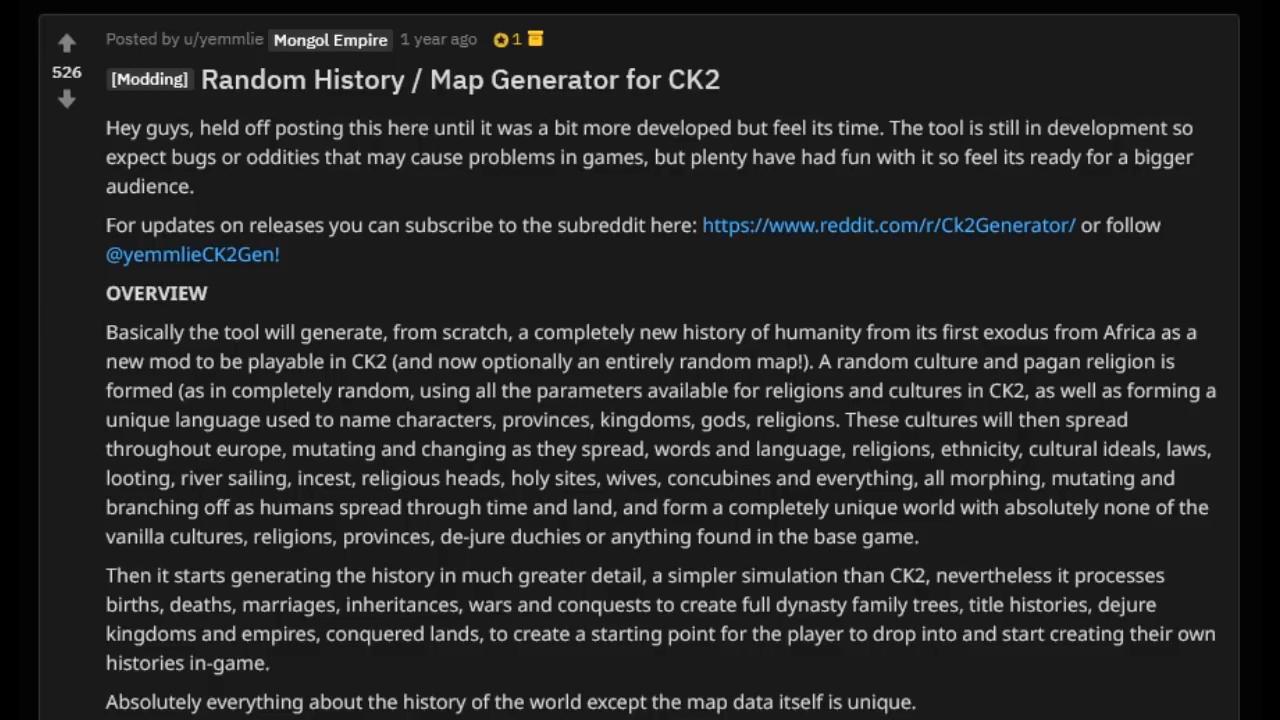 Posted by u/yemmlie Mongol Empire 1 year ago 1
526
[Modding] Random History / Map Generator for CK2
Hey guys, held off posting this here until it was a bit more developed but feel its time. The tool is still in development so
expect bugs or oddities that may cause problems in games, but plenty have had fun with it so feel its ready for a bigger
audience.
For updates on releases you can subscribe to the subreddit here: https://www.reddit.com/r/Ck2Generator/ or follow
@yemmlieCK2Gen!
OVERVIEW
Basically the tool will generate, from scratch, a completely new history of humanity from its first exodus from Africa as a
new mod to be playable in CK2 (and now optionally an entirely random map!). A random culture and pagan religion is
formed (as in completely random, using all the parameters available for religions and cultures in CK2, as well as forming a
unique language used to name characters, provinces, kingdoms, gods, religions. These cultures will then spread
throughout europe, mutating and changing as they spread, words and language, religions, ethnicity, cultural ideals, laws,
looting, river sailing, incest, religious heads, holy sites, wives, concubines and everything, all morphing, mutating and
branching off as humans spread through time and land, and form a completely unique world with absolutely none of the
vanilla cultures, religions, provinces, de-jure duchies or anything found in the base game.
Then it starts generating the history in much greater detail, a simpler simulation than CK2, nevertheless it processes
births, deaths, marriages, inheritances, wars and conquests to create full dynasty family trees, title histories, dejure
kingdoms and empires, conquered lands, to create a starting point for the player to drop into and start creating their own
histories in-game.
Absolutely everything about the history of the world except the map data itself is unique.